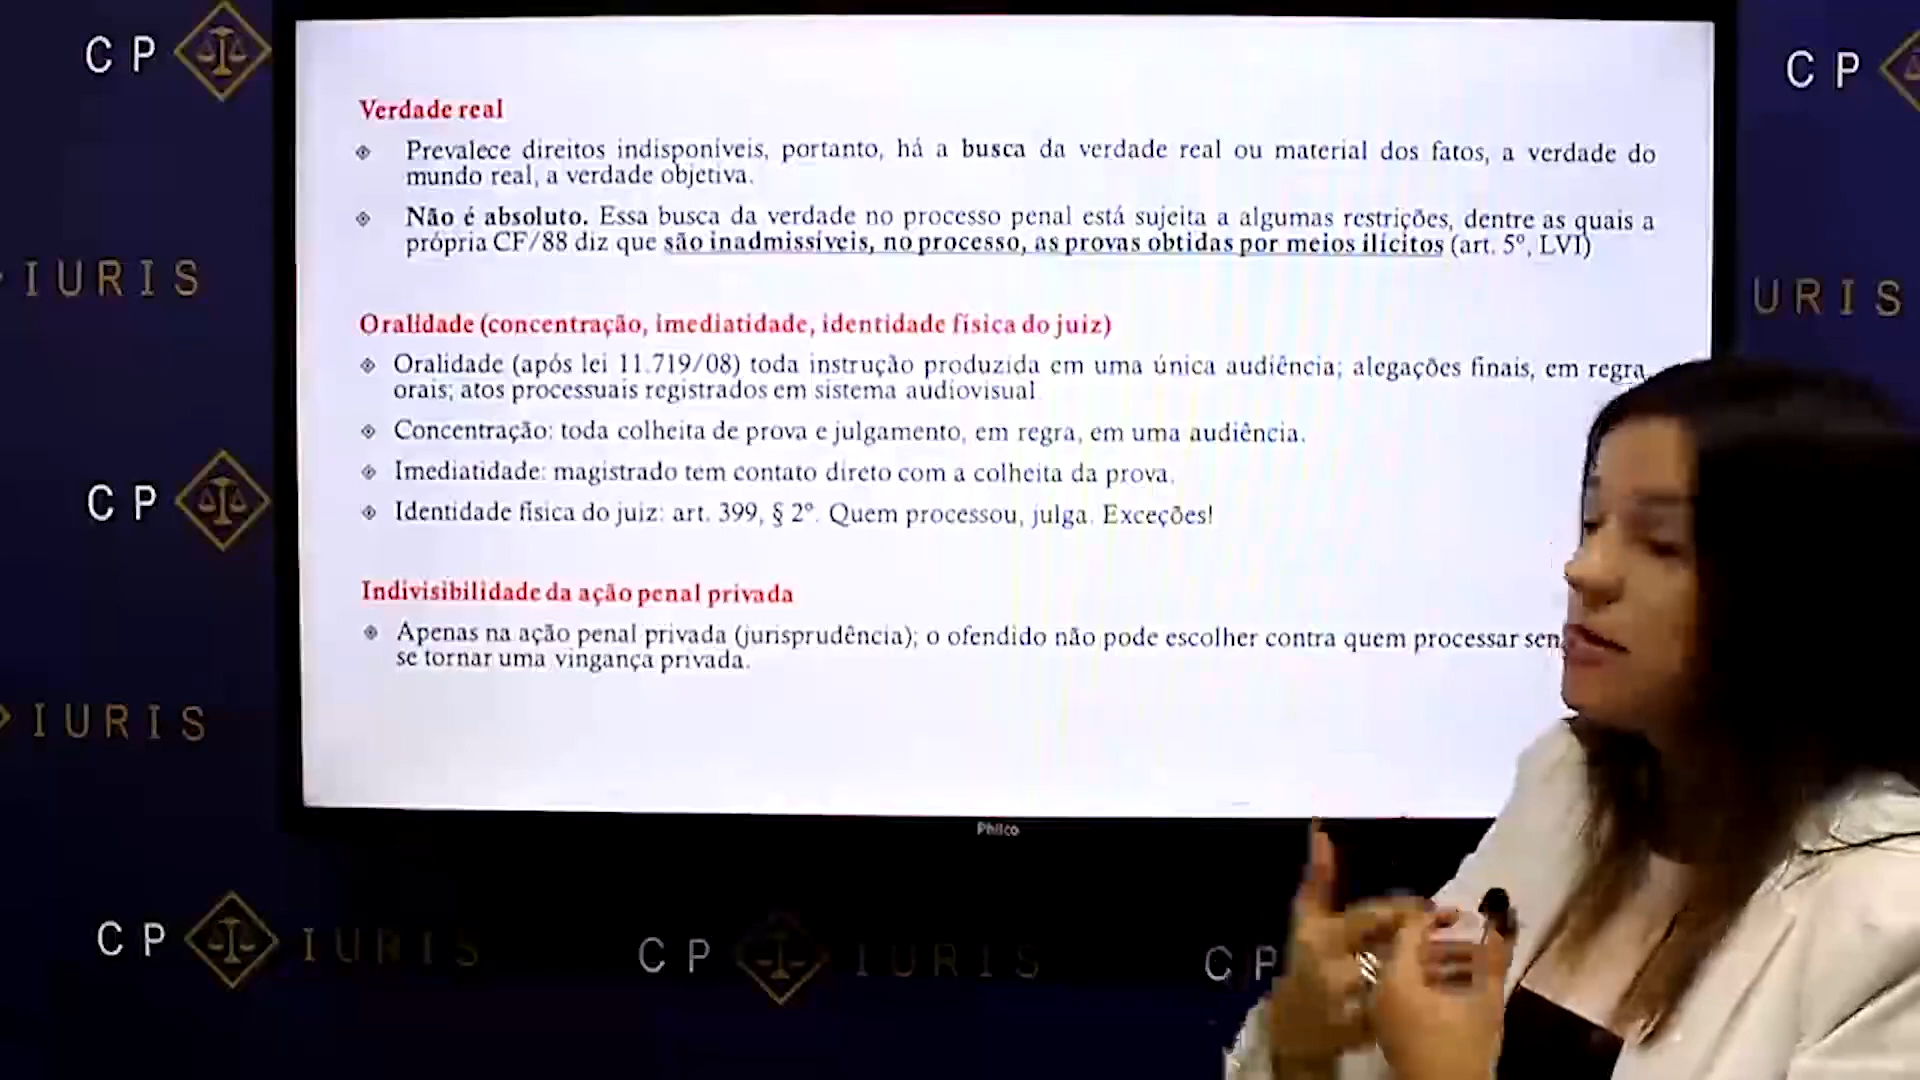 CP
CP
Verdade real
Prevalece direitos indisponíveis, portanto, há a busca da verdade real ou material dos fatos, a verdade do
mundo real, a verdade objetiva.
Não é absoluto. Essa busca da verdade no processo penal está sujeita a algumas restrições, dentre as quais a
própria CF/88 diz que são inadmissíveis, no processo, as provas obtidas por meios ilícitos (art. 5º, LVI)
IURIS
URIS
Oralidade (concentração, imediatidade, identidade física do juiz)
Oralidade (após lei 11.719/08) toda instrução produzida em uma única audiência; alegações finais, em regra,
orais; atos processuais registrados em sistema audiovisual
Concentração: toda colheita de prova e julgamento, em regra, em uma audiência.
Imediatidade: magistrado tem contato direto com a colheita da prova.
CP
Identidade física do juiz: art. 399, § 2º. Quem processou, julga. Exceções!
Indivisibilidade da ação penal privada
Apenas na ação penal privada (jurisprudência); o ofendido não pode escolher contra quem processar
se tornar uma vingança privada.
IURIS
Philco
CP IURIS
CP IURIS
CP